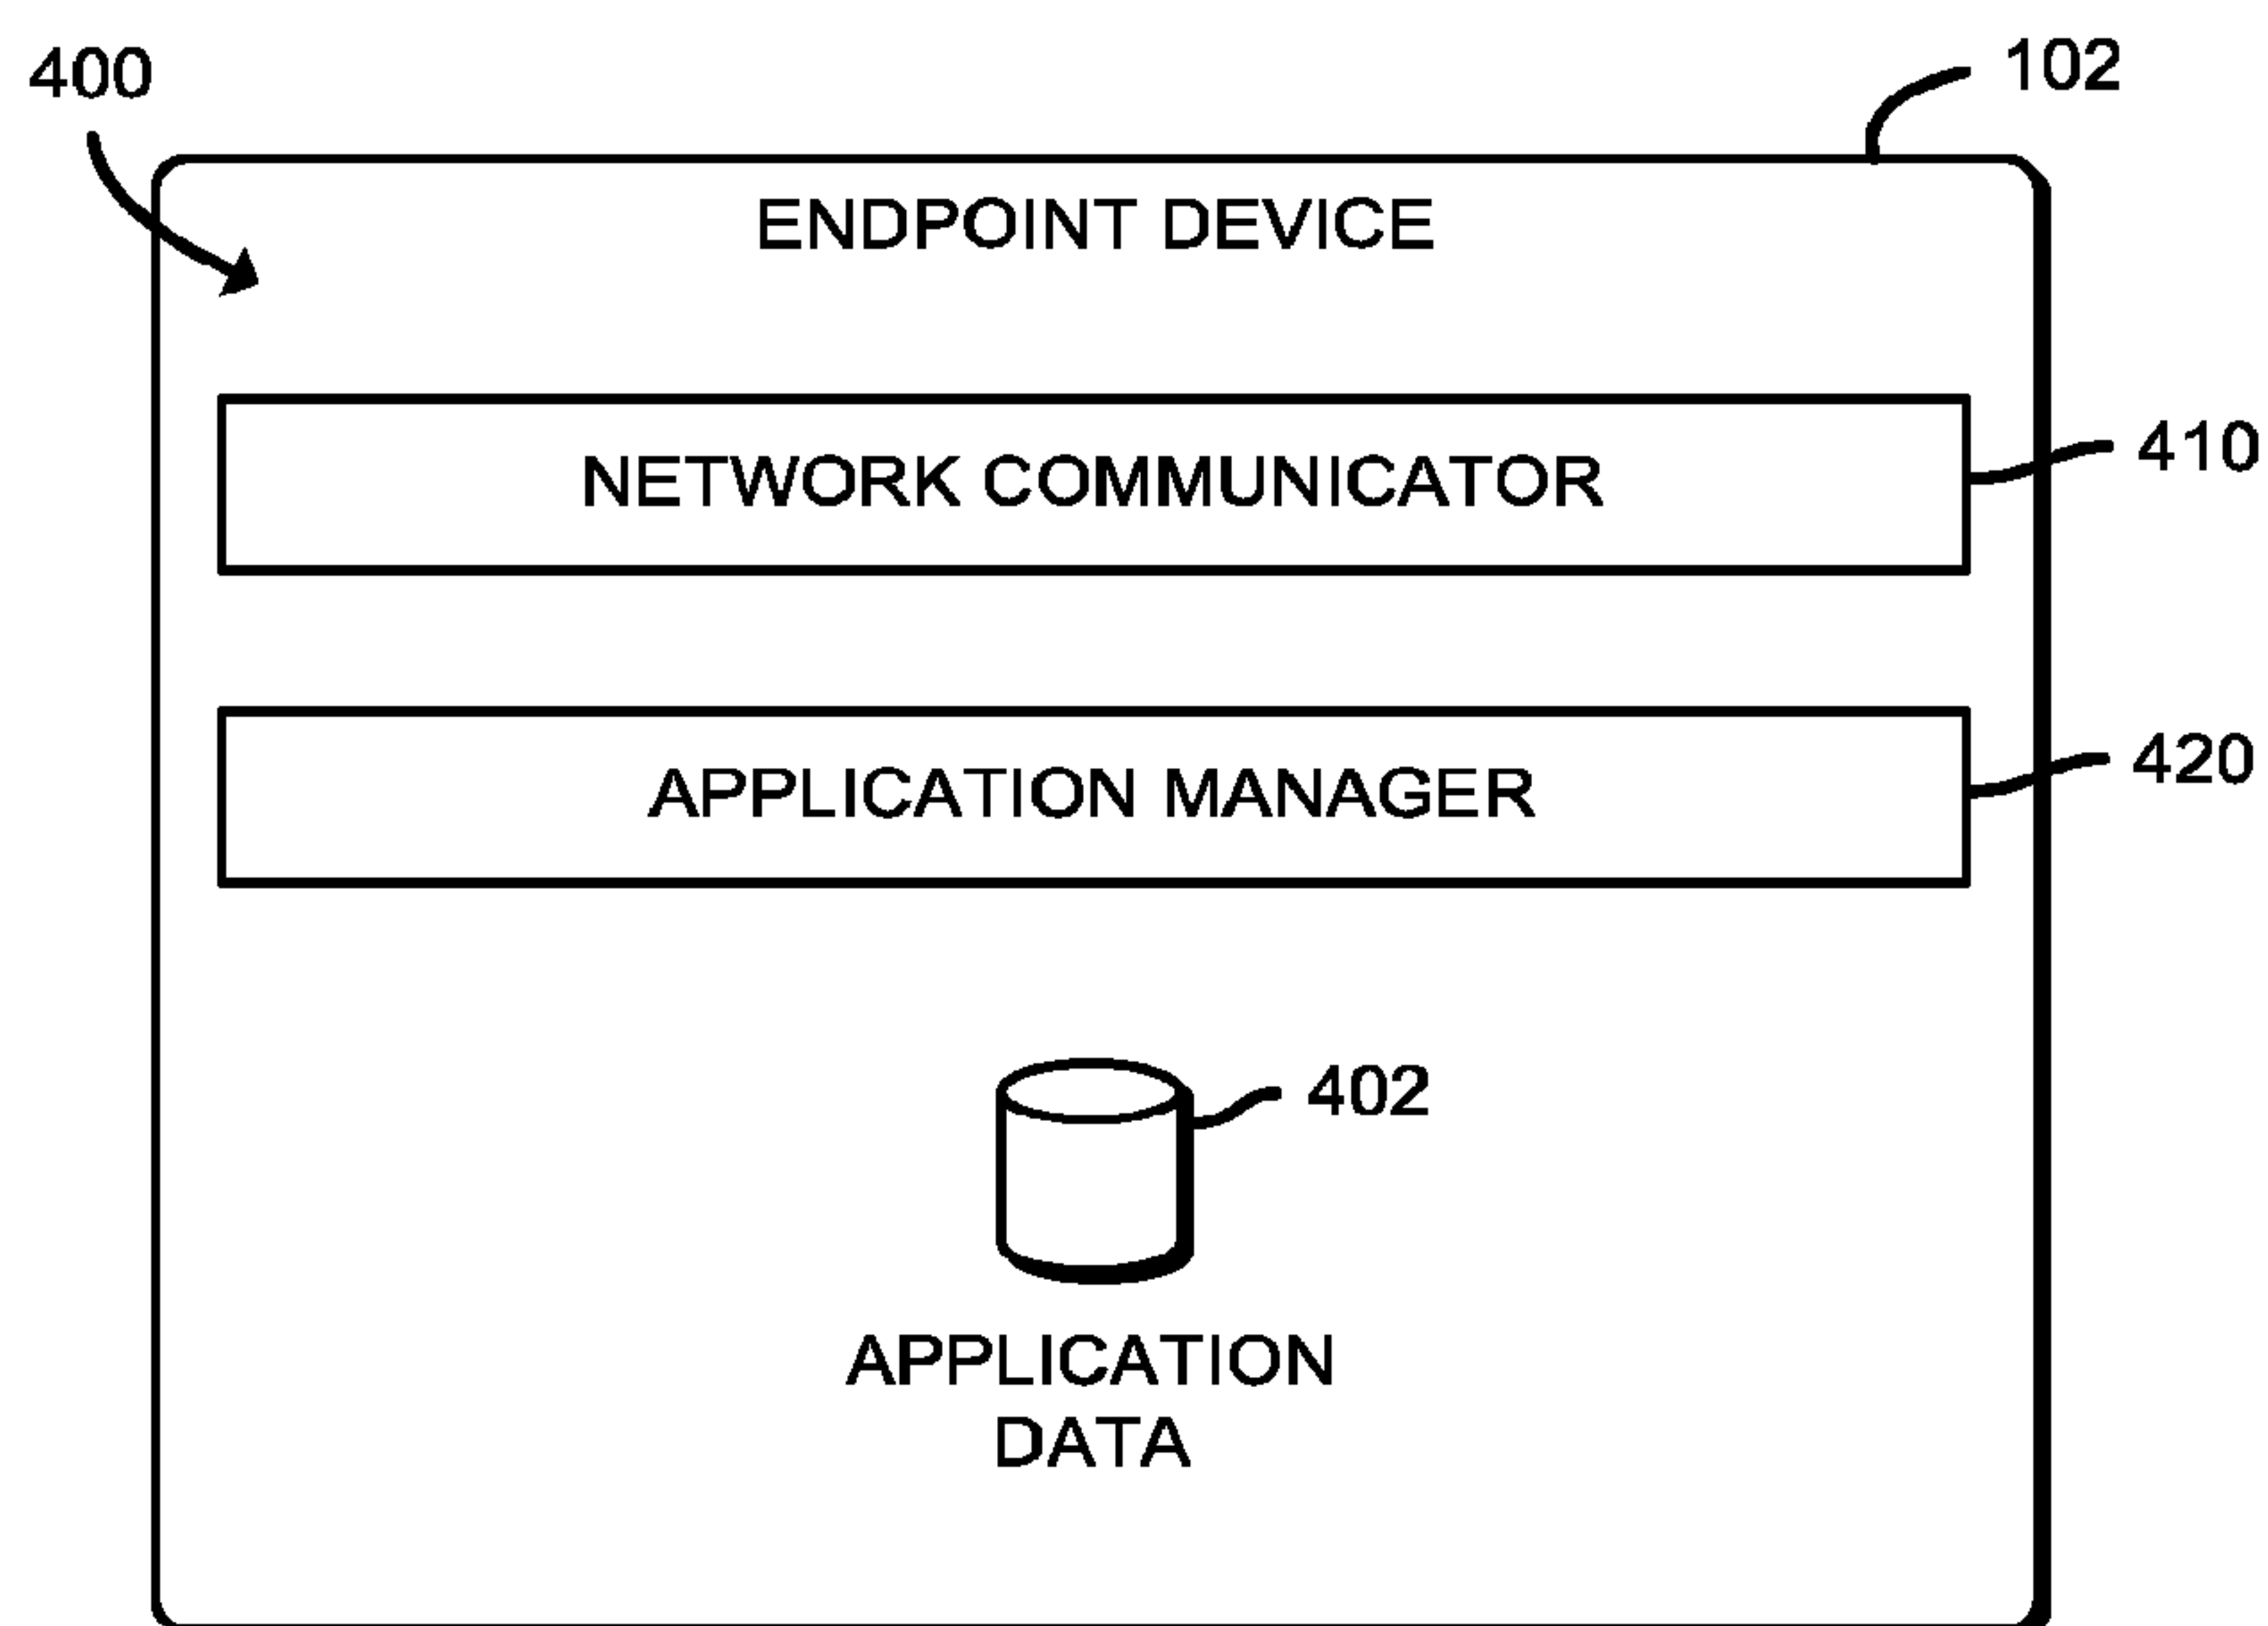 400
102
ENDPOINT DEVICE
NETWORK COMMUNICATOR
410
APPLICATION MANAGER
420
402
APPLICATION
DATA